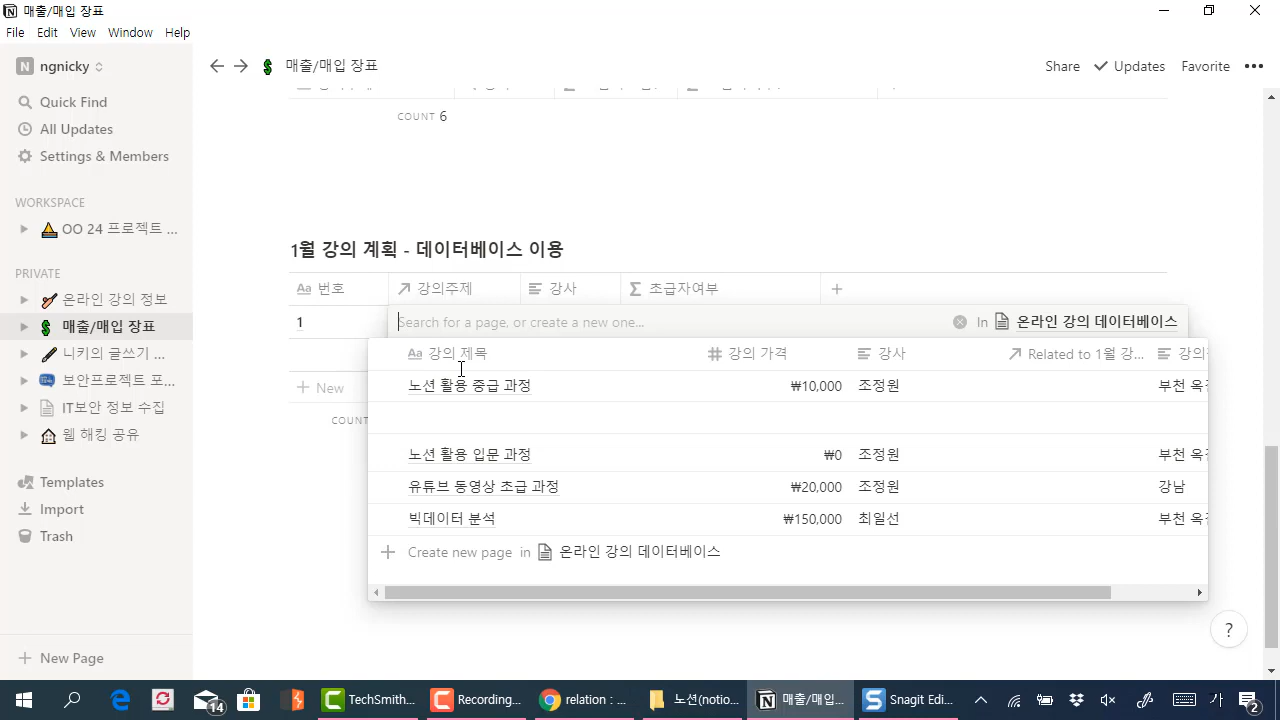 매출/매입 장표
File Edit View Window Help
N ngnicky
매출/매입 장표
Share Updates Favorite
Quick Find
All Updates
Settings & Members
COUNT 6
WORKSPACE
OO 24 프로젝트 ...
PRIVATE
온라인 강의 정보
매출/매입 장표
니키의 글쓰기 ...
보안프로젝트 포...
IT보안 정보 수집
웹 해킹 공유
Templates
Import
Trash
New Page
1월 강의 계획 - 데이터베이스 이용
Aa 번호 강의주제 강사 Σ 초급자여부
1 Search for a page, or create a new one... In 온라인 강의 데이터베이스
Aa 강의 제목 # 강의 가격 강사 Related to 1월 강... 강의
노션 활용 중급 과정 ₩10,000 조정원 부천
New
COUNT
노션 활용 입문 과정 ₩0 조정원 부천
유튜브 동영상 초급 과정 ₩20,000 조정원 강남
빅데이터 분석 ₩150,000 최일선 부천
Create new page in 온라인 강의 데이터베이스
?
14 TechSmith... Recording... relation : ... 노션(notio... 매출/매입... Snagit Edi... 가 2